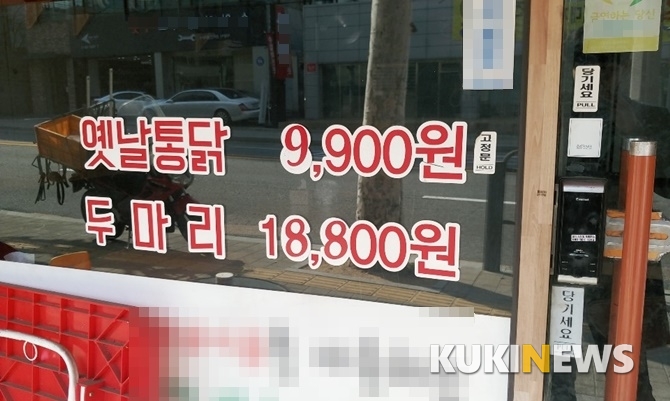 옛날통닭 9,900원
두 마리 18,800원
고정문
HOLD
당기세요
PULL
당기세요
KUKINEWS